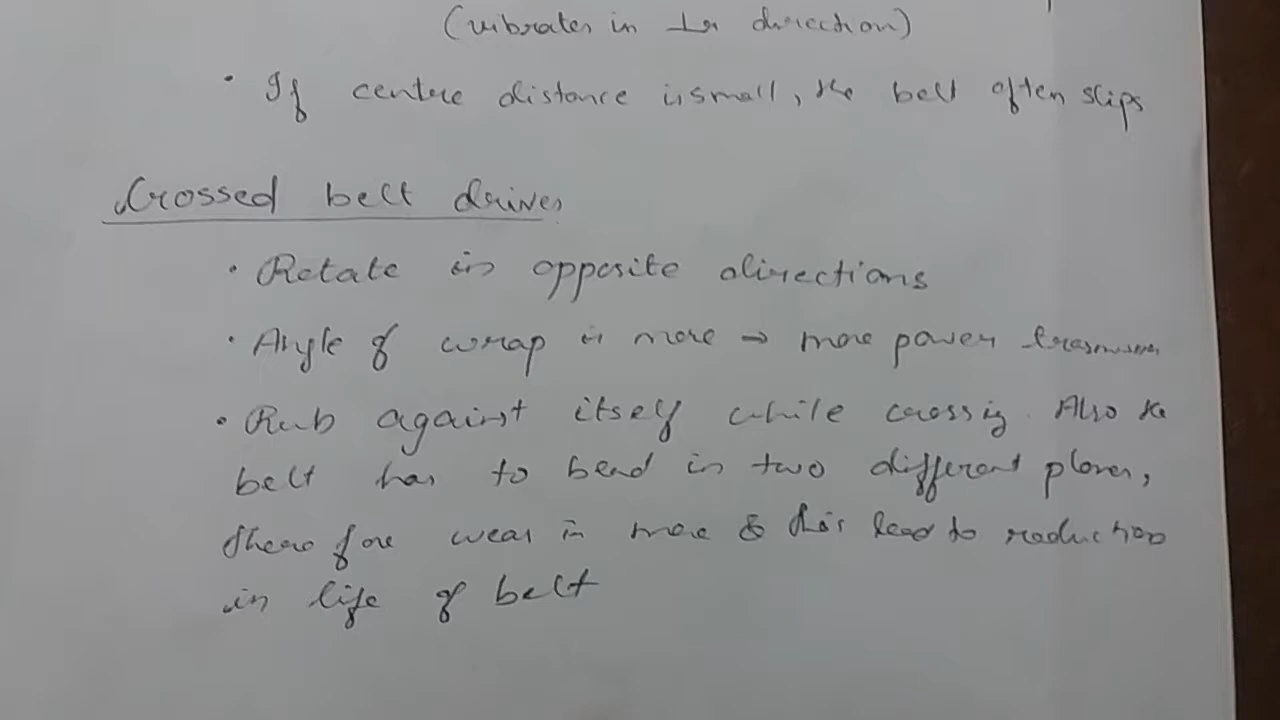 (vibrates in ⊥r direction)
• If centre distance is small, the belt often slips
Crossed belt drives
• Rotate in opposite directions
• Angle of wrap is more → more power
• Rub against itself while crossig. Also the
belt has to bend in two different planes,
therefore wear is more & this lead to reduction
in life of belt